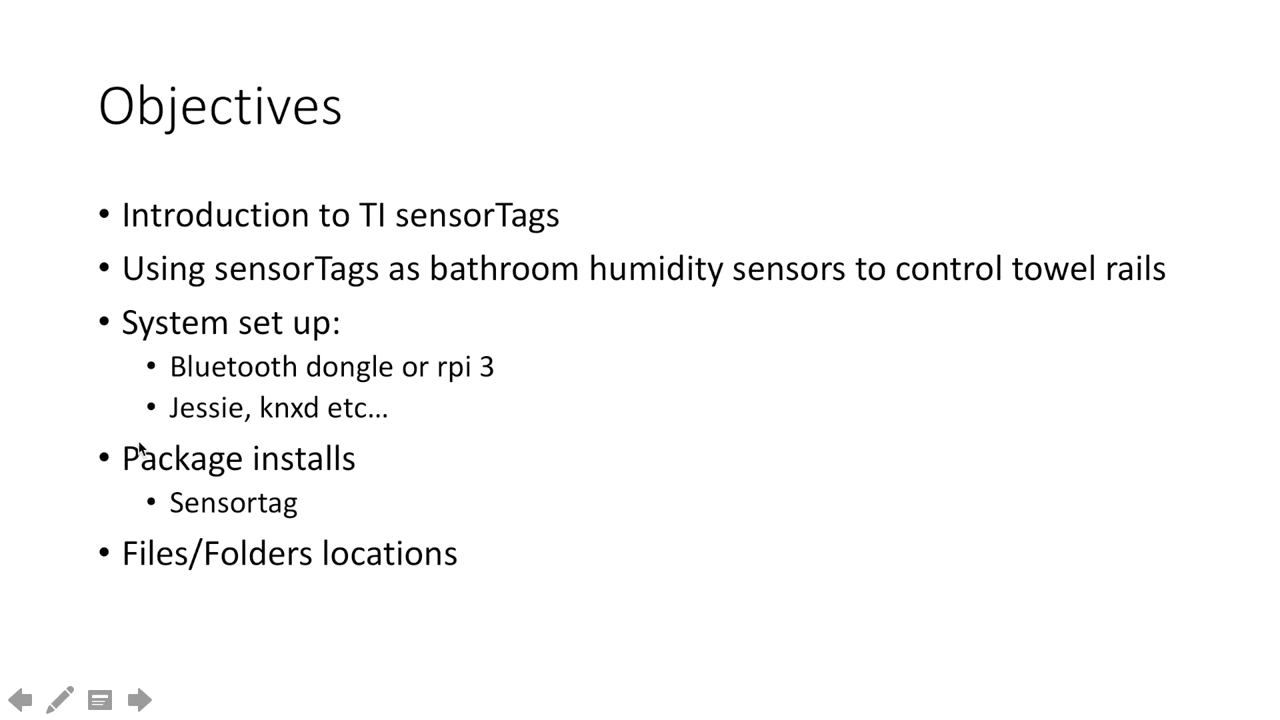 Objectives
• Introduction to TI sensorTags
• Using sensorTags as bathroom humidity sensors to control towel rails
• System set up:
• Bluetooth dongle or rpi 3
• Jessie, knxd etc...
• Package installs
• Sensortag
• Files/Folders locations